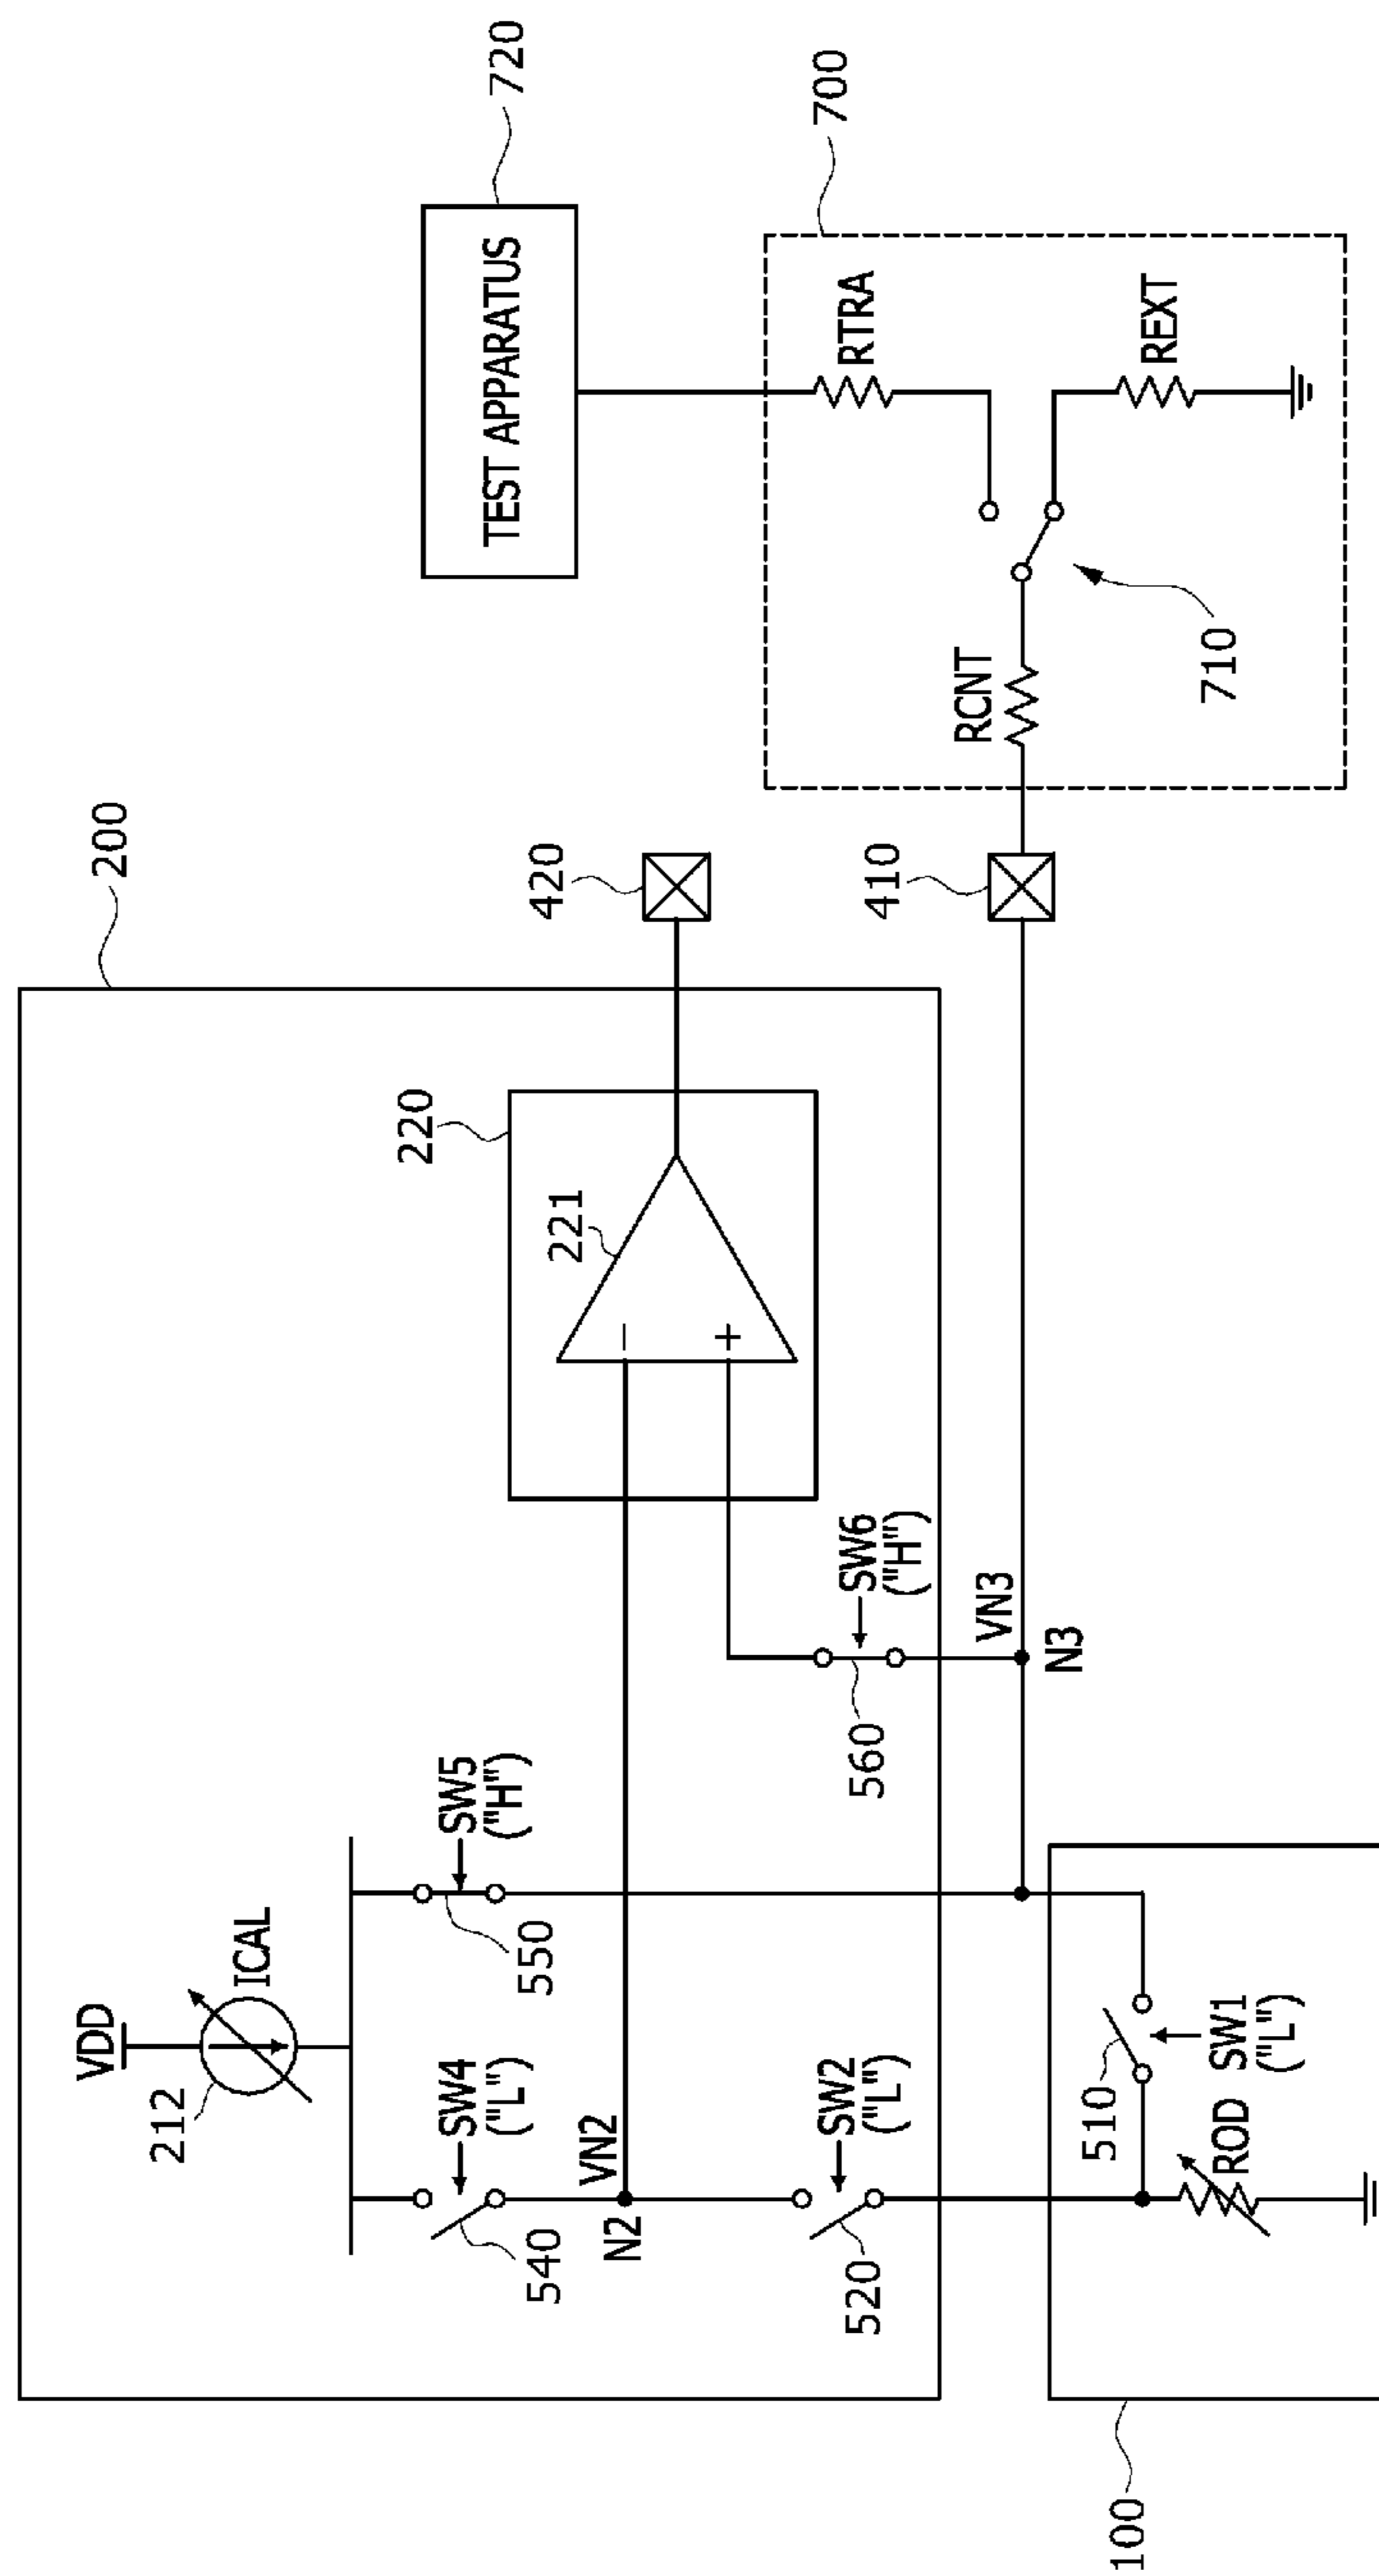 200
VDD
212
ICAL
SW4
("L")
540
SW5
("H")
550
N2
VN2
SW2
("L")
520
220
221
−
+
SW6
("H")
560
VN3
N3
420
410
TEST APPARATUS
720
700
RTRA
RCNT
REXT
710
100
510
SW1
("L")
ROD